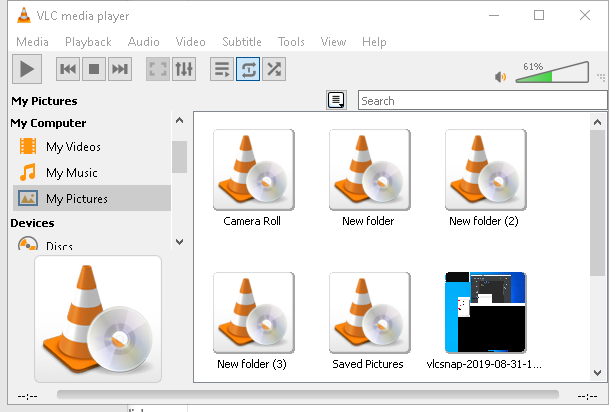 VLC media player
Media Playback Audio Video Subtitle Tools View Help
61%
My Pictures
Search
My Computer
My Videos
My Music
My Pictures
Devices
Discs
Camera Roll
New folder
New folder (2)
New folder (3)
Saved Pictures
vlcsnap-2019-08-31-1...
--:--
--:--